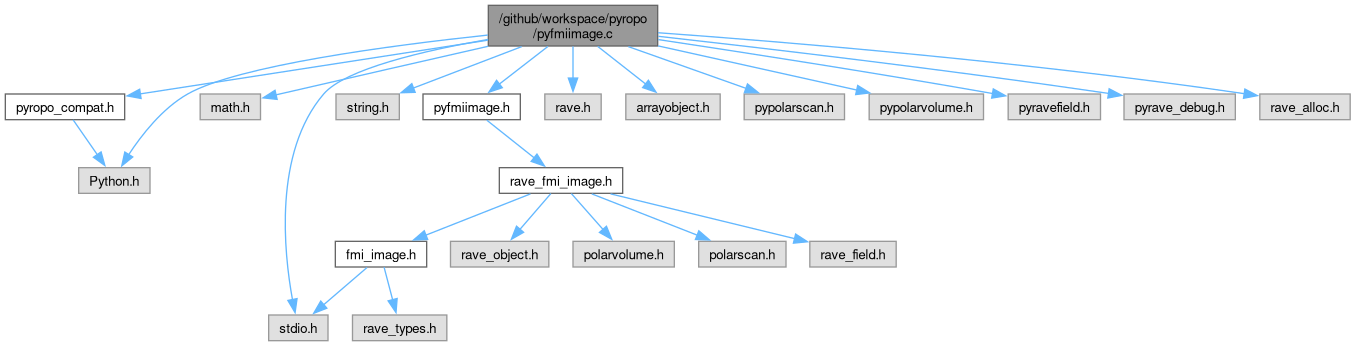 /github/workspace/pyropo
/pyfmiimage.c
pyropo_compat.h
math.h
string.h
pyfmiimage.h
rave.h
arrayobject.h
pypolarscan.h
pypolarvolume.h
pyravefield.h
pyrave_debug.h
rave_alloc.h
Python.h
rave_fmi_image.h
fmi_image.h
rave_object.h
polarvolume.h
polarscan.h
rave_field.h
stdio.h
rave_types.h